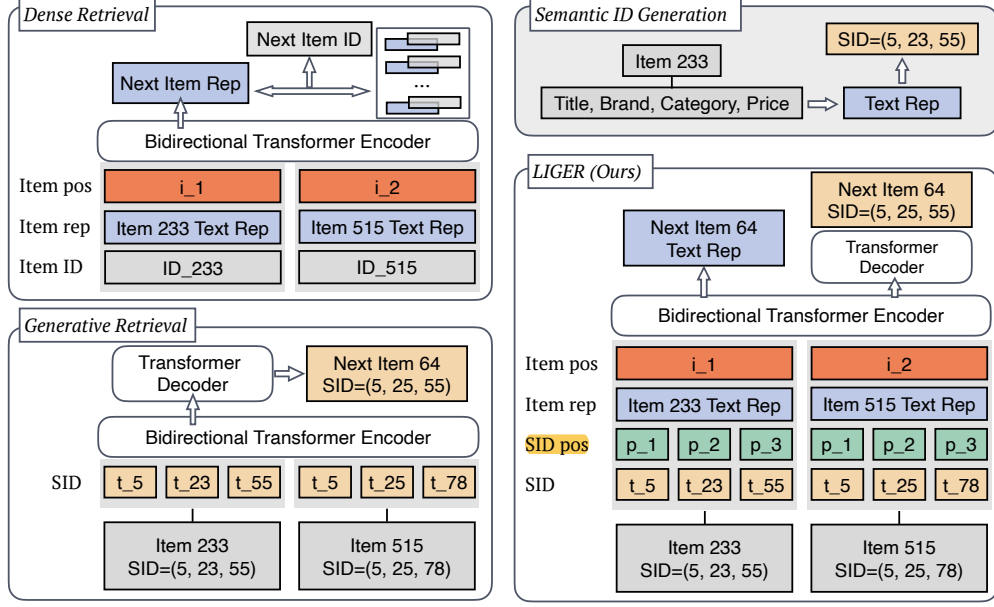 Dense Retrieval
Next Item ID
Next Item Rep
...
Bidirectional Transformer Encoder
Item pos
i_1
i_2
Item rep
Item 233 Text Rep
Item 515 Text Rep
Item ID
ID_233
ID_515
Generative Retrieval
Transformer
Decoder
Next Item 64
SID=(5, 25, 55)
Bidirectional Transformer Encoder
SID
t_5
t_23
t_55
t_5
t_25
t_78
Item 233
SID=(5, 23, 55)
Item 515
SID=(5, 25, 78)
Semantic ID Generation
SID=(5, 23, 55)
Item 233
Title, Brand, Category, Price
Text Rep
LIGER (Ours)
Next Item 64
SID=(5, 25, 55)
Next Item 64
Text Rep
Transformer
Decoder
Bidirectional Transformer Encoder
Item pos
i_1
i_2
Item rep
Item 233 Text Rep
Item 515 Text Rep
SID pos
p_1
p_2
p_3
p_1
p_2
p_3
SID
t_5
t_23
t_55
t_5
t_25
t_78
Item 233
SID=(5, 23, 55)
Item 515
SID=(5, 25, 78)